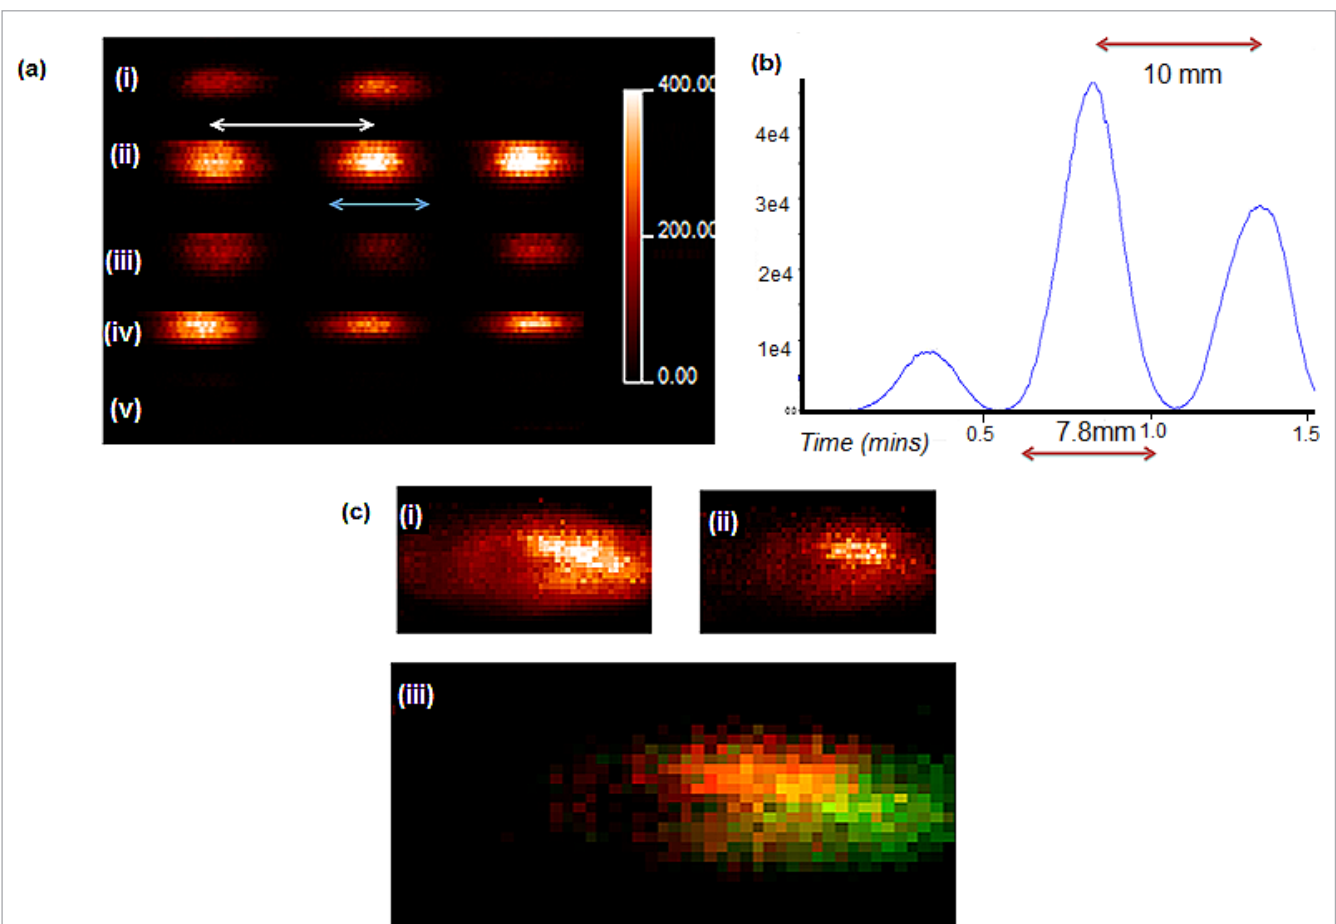 (a)
(i)
(ii)
(iii)
(iv)
(v)
400.00
200.00
0.00
(b)
10 mm
4e4
3e4
2e4
1e4
Time (mins)
0.5
7.8mm
1.0
1.5
(c)
(i)
(ii)
(iii)